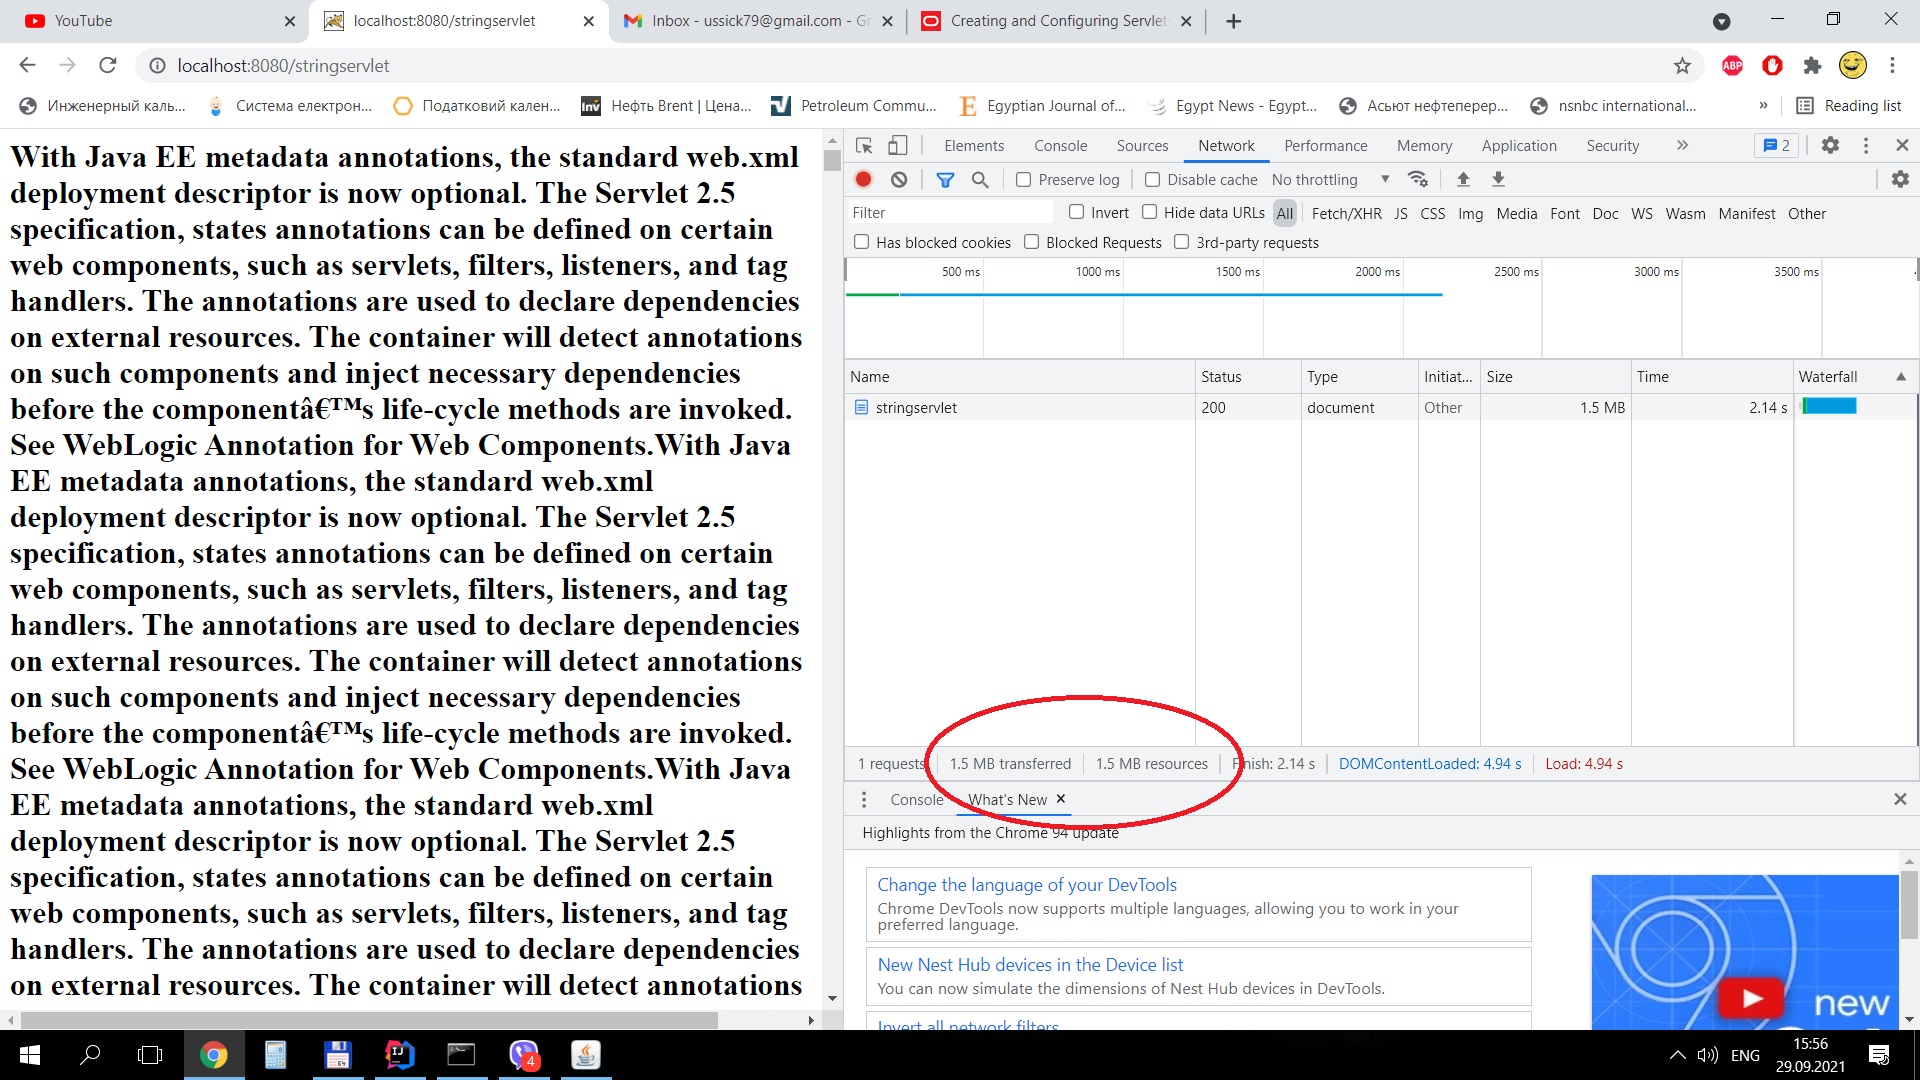 YouTube
localhost:8080/stringservlet
Inbox - ussick79@gmail.com - Gr
Creating and Configuring Servlet
localhost:8080/stringservlet
ABP
Инженерный каль...
Система електрон...
Податковий кален...
Inv Нефть Brent | Цена...
Petroleum Commu...
E Egyptian Journal of...
Egypt News - Egypt...
Асьют нефтеперер...
nsnbc international...
»
Reading list
With Java EE metadata annotations, the standard web.xml
deployment descriptor is now optional. The Servlet 2.5
specification, states annotations can be defined on certain
web components, such as servlets, filters, listeners, and tag
handlers. The annotations are used to declare dependencies
on external resources. The container will detect annotations
on such components and inject necessary dependencies
before the componentâ€™s life-cycle methods are invoked.
See WebLogic Annotation for Web Components.With Java
EE metadata annotations, the standard web.xml
deployment descriptor is now optional. The Servlet 2.5
specification, states annotations can be defined on certain
web components, such as servlets, filters, listeners, and tag
handlers. The annotations are used to declare dependencies
on external resources. The container will detect annotations
on such components and inject necessary dependencies
before the componentâ€™s life-cycle methods are invoked.
See WebLogic Annotation for Web Components.With Java
EE metadata annotations, the standard web.xml
deployment descriptor is now optional. The Servlet 2.5
specification, states annotations can be defined on certain
web components, such as servlets, filters, listeners, and tag
handlers. The annotations are used to declare dependencies
on external resources. The container will detect annotations
Elements Console Sources Network Performance Memory Application Security » 2
Preserve log Disable cache No throttling
Filter Invert Hide data URLs All Fetch/XHR JS CSS Img Media Font Doc WS Wasm Manifest Other
Has blocked cookies Blocked Requests 3rd-party requests
500 ms 1000 ms 1500 ms 2000 ms 2500 ms 3000 ms 3500 ms
Name Status Type Initiat... Size Time Waterfall
stringservlet 200 document Other 1.5 MB 2.14 s
1 requests 1.5 MB transferred 1.5 MB resources Finish: 2.14 s DOMContentLoaded: 4.94 s Load: 4.94 s
Console What's New
Highlights from the Chrome 94 update
Change the language of your DevTools
Chrome DevTools now supports multiple languages, allowing you to work in your
preferred language.
New Nest Hub devices in the Device list
You can now simulate the dimensions of Nest Hub devices in DevTools.
Invert all network filters
new
64
IJ
4
ENG
15:56
29.09.2021